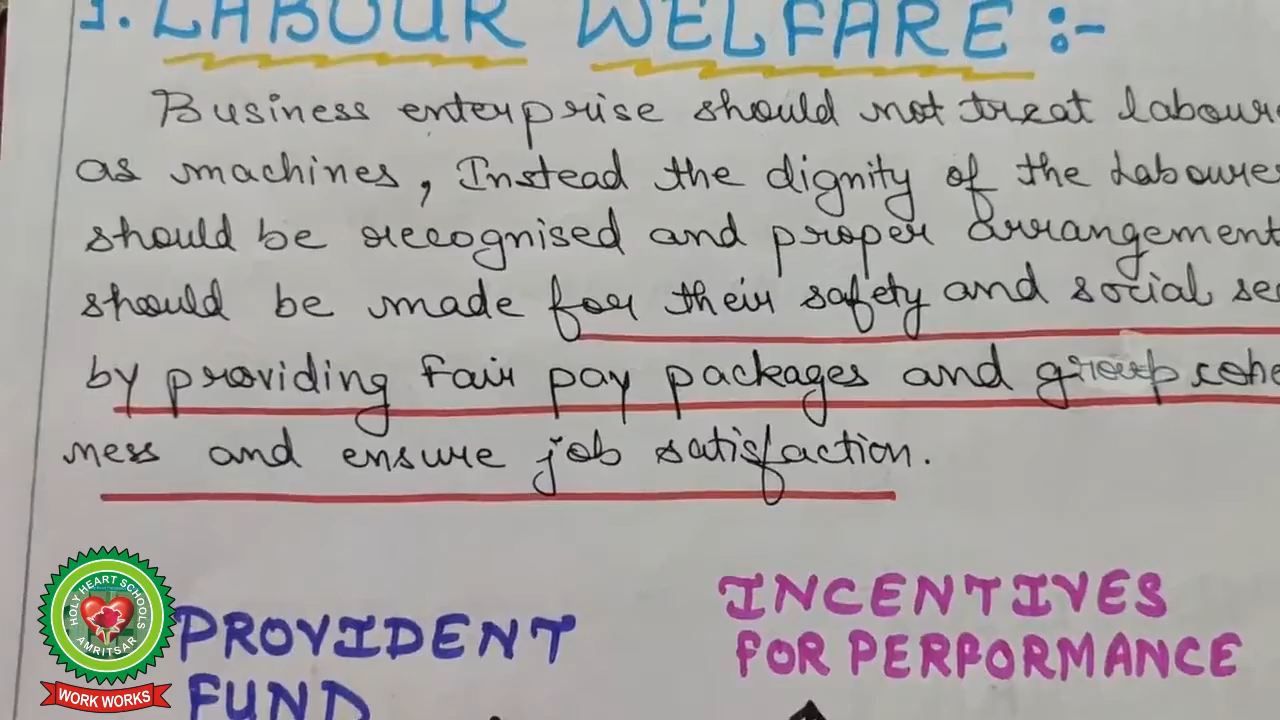 1. LABOUR WELFARE :-
Business enterprise should not treat labour
as machines, Instead the dignity of the Laboure
should be recognised and proper arrangement
should be made for their safety and social se
by providing fair pay packages and group cohe
ness and ensure job satisfaction.
INCENTIVES
FOR PERFORMANCE
PROVIDENT
FUND
HOLY HEART SCHOOLS
AMRITSAR
WORK WORKS